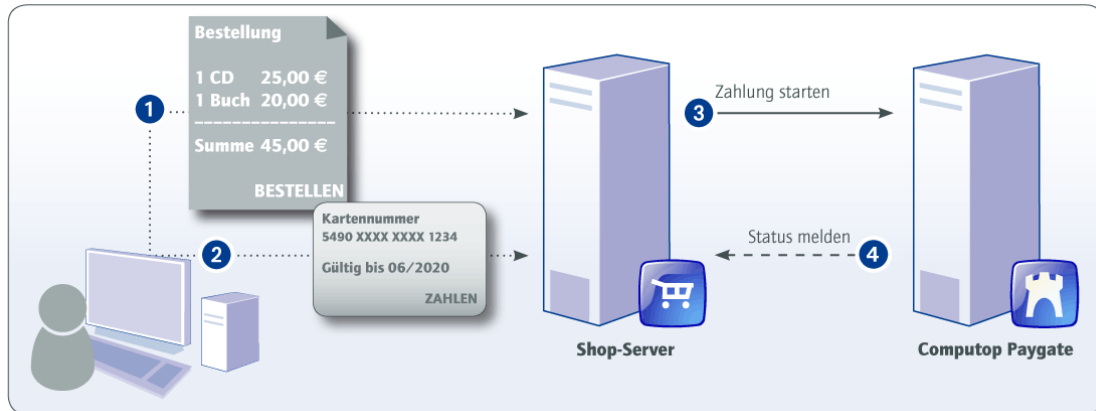 Bestellung
1 CD 25,00 €
1 Buch 20,00 €
---------------
Summe 45,00 €
BESTELLEN
1
2
Kartennummer
5490 XXXX XXXX 1234
Gültig bis 06/2020
ZAHLEN
3
Zahlung starten
Status melden
4
Shop-Server
Computop Paygate